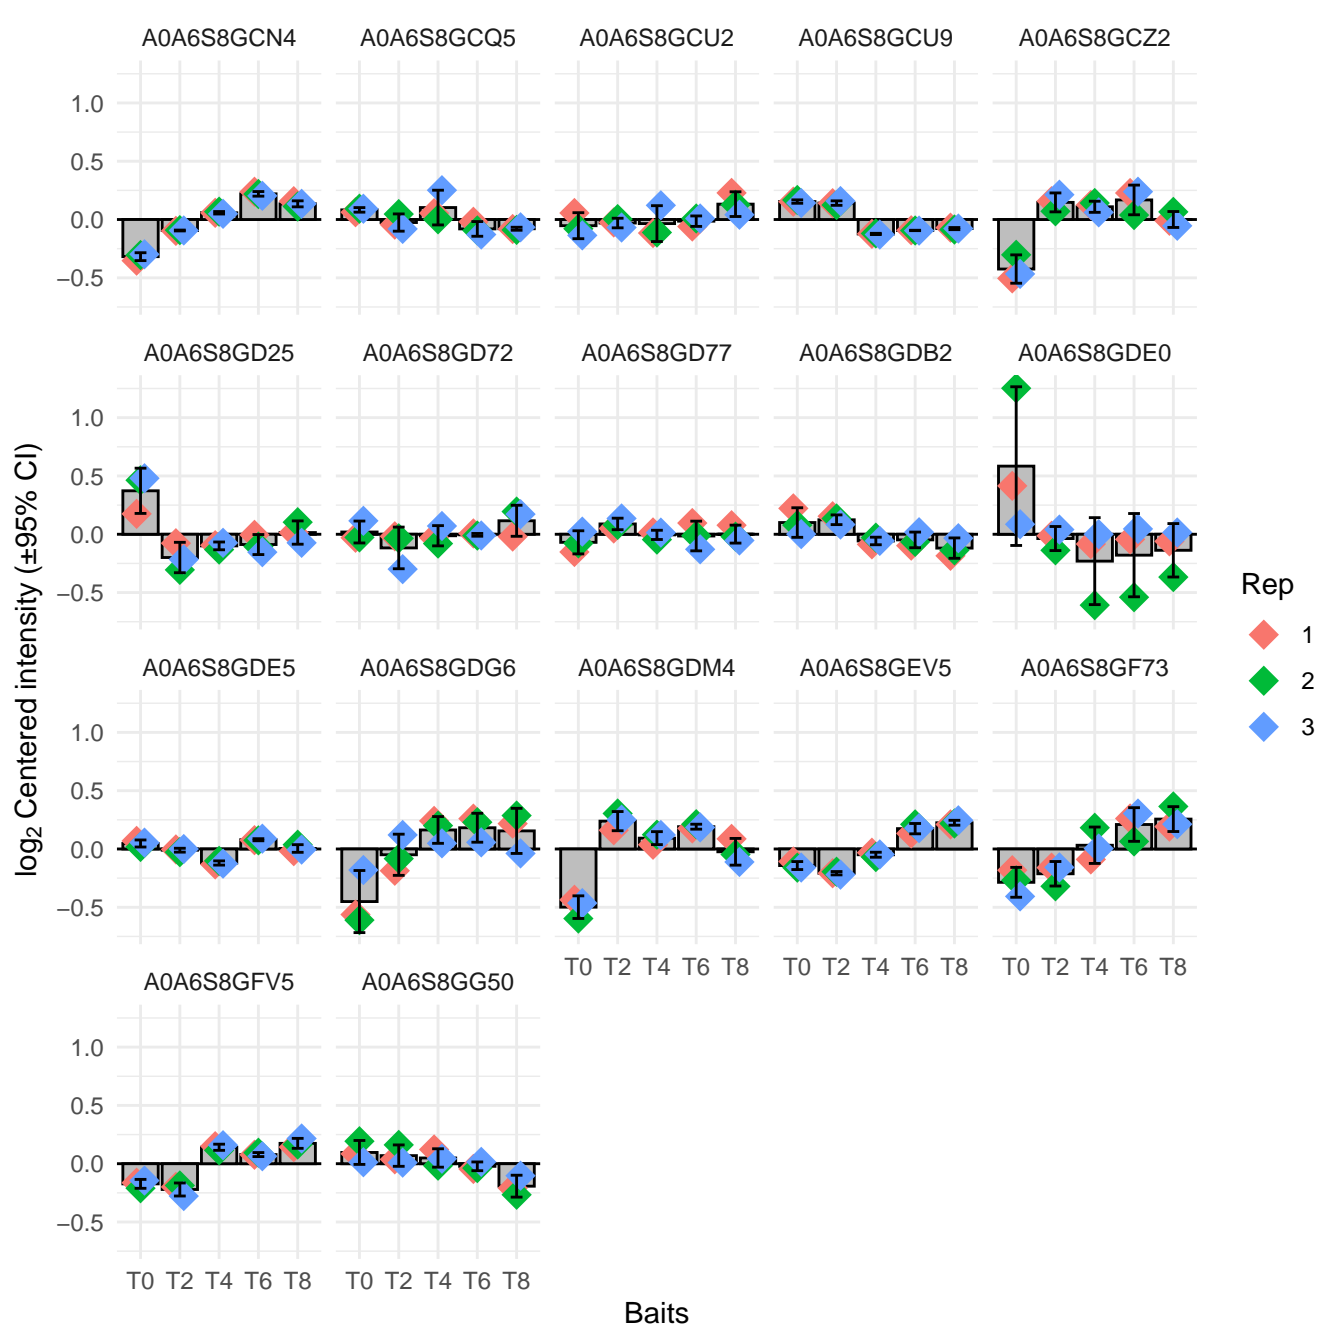 A0A6S8GCN4 A0A6S8GCQ5 A0A6S8GCU2 A0A6S8GCU9 A0A6S8GCZ2
1.0
0.5
0.0
−0.5
A0A6S8GD25 A0A6S8GD72 A0A6S8GD77 A0A6S8GDB2 A0A6S8GDE0
1.0
0.5
0.0
−0.5
A0A6S8GDE5 A0A6S8GDG6 A0A6S8GDM4 A0A6S8GEV5 A0A6S8GF73
1.0
0.5
0.0
−0.5
T0 T2 T4 T6 T8 T0 T2 T4 T6 T8 T0 T2 T4 T6 T8
A0A6S8GFV5 A0A6S8GG50
1.0
0.5
0.0
−0.5
T0 T2 T4 T6 T8 T0 T2 T4 T6 T8
Baits
log₂ Centered intensity (±95% CI)
Rep
1
2
3